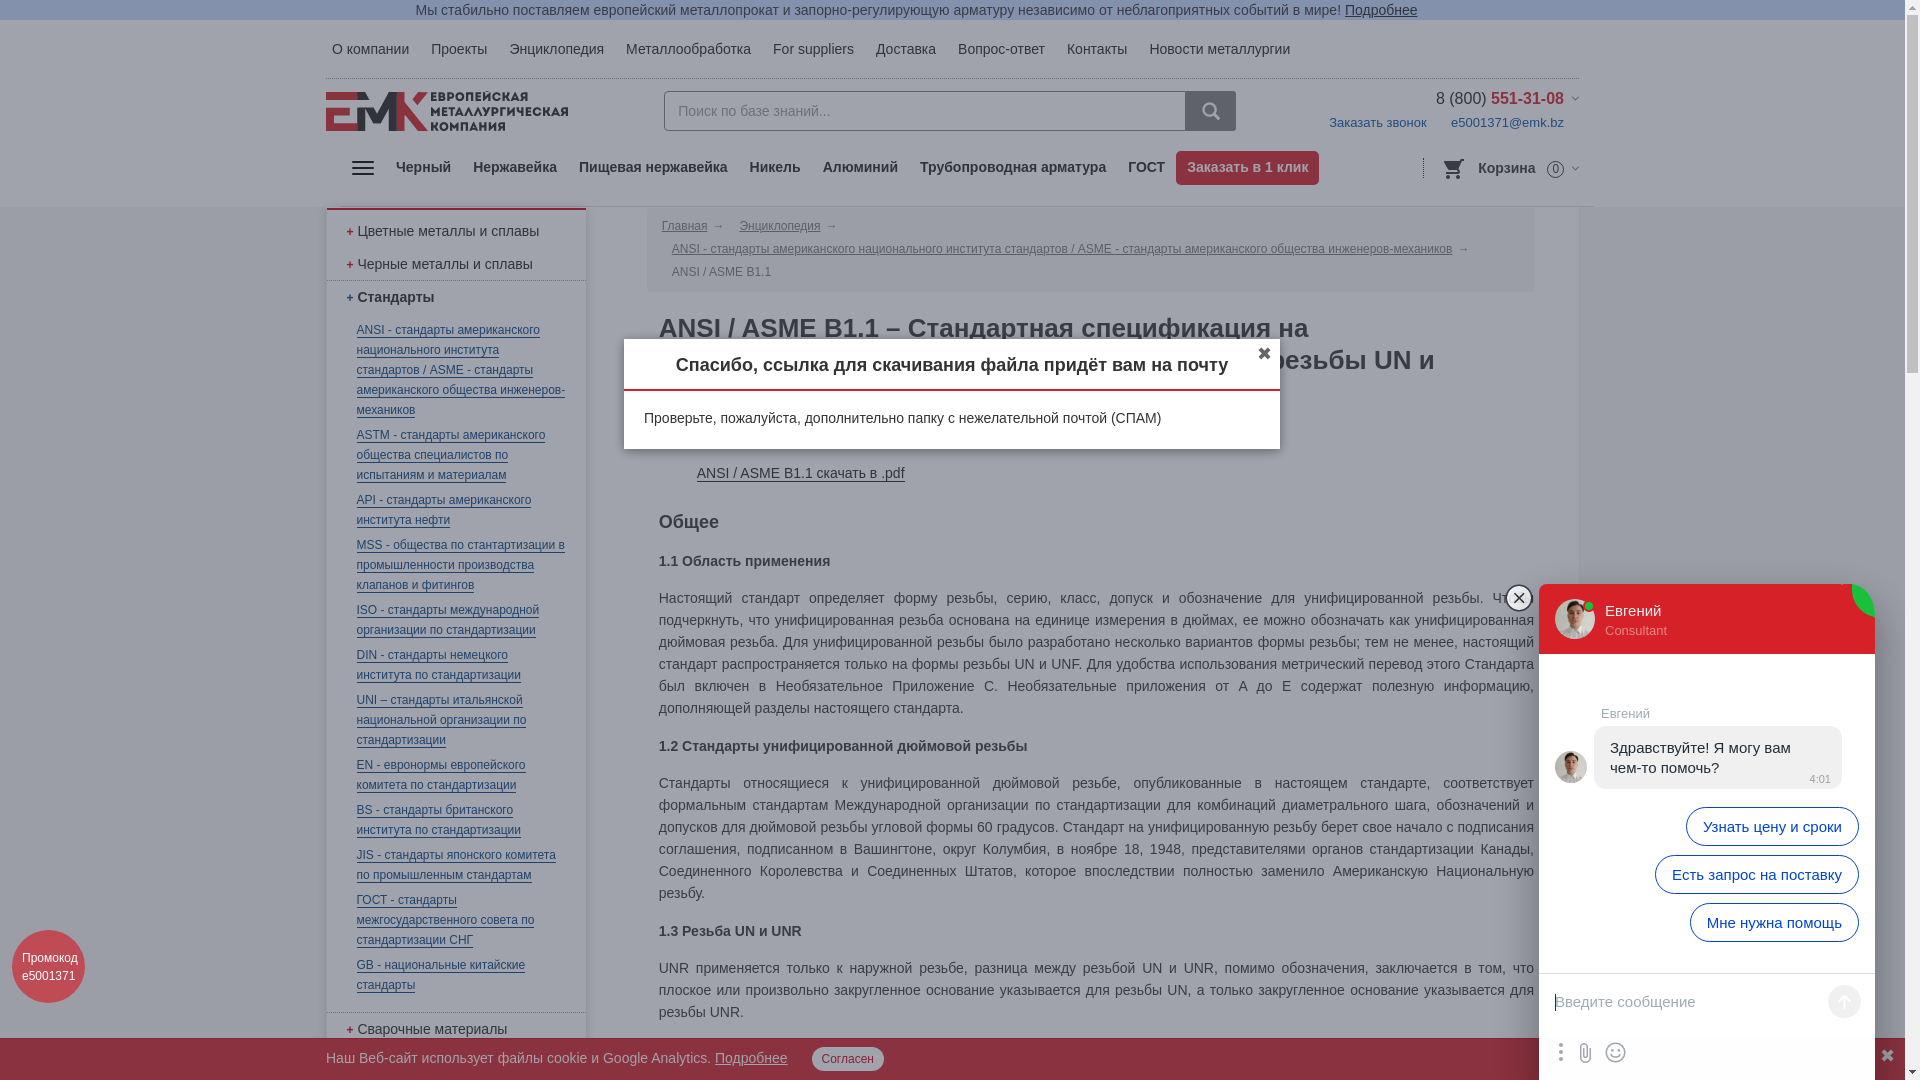 Мы стабильно поставляем европейский металлопрокат и запорно-регулирующую арматуру независимо от неблагоприятных событий в мире! Подробнее
О компании Проекты Энциклопедия Металлообработка For suppliers Доставка Вопрос-ответ Контакты Новости металлургии
ЕМК ЕВРОПЕЙСКАЯ
МЕТАЛЛУРГИЧЕСКАЯ
КОМПАНИЯ
Поиск по базе знаний...
8 (800) 551-31-08
Заказать звонок e5001371@emk.bz
Черный Нержавейка Пищевая нержавейка Никель Алюминий Трубопроводная арматура ГОСТ Заказать в 1 клик
Корзина 0
+ Цветные металлы и сплавы
+ Черные металлы и сплавы
+ Стандарты
ANSI - стандарты американского
национального института
стандартов / ASME - стандарты
американского общества инженеров-
механиков
ASTM - стандарты американского
общества специалистов по
испытаниям и материалам
API - стандарты американского
института нефти
MSS - общества по стантартизации в
промышленности производства
клапанов и фитингов
ISO - стандарты международной
организации по стандартизации
DIN - стандарты немецкого
института по стандартизации
UNI – стандарты итальянской
национальной организации по
стандартизации
EN - евронормы европейского
комитета по стандартизации
BS - стандарты британского
института по стандартизации
JIS - стандарты японского комитета
по промышленным стандартам
ГОСТ - стандарты
межгосударственного совета по
стандартизации СНГ
GB - национальные китайские
стандарты
+ Сварочные материалы
Главная → Энциклопедия →
ANSI - стандарты американского национального института стандартов / ASME - стандарты американского общества инженеров-механиков →
ANSI / ASME B1.1
ANSI / ASME B1.1 – Стандартная спецификация на
резьбы UN и
Спасибо, ссылка для скачивания файла придёт вам на почту
✖
Проверьте, пожалуйста, дополнительно папку с нежелательной почтой (СПАМ)
ANSI / ASME B1.1 скачать в .pdf
Общее
1.1 Область применения
Настоящий стандарт определяет форму резьбы, серию, класс, допуск и обозначение для унифицированной резьбы.
подчеркнуть, что унифицированная резьба основана на единице измерения в дюймах, ее можно обозначать как унифицированная
дюймовая резьба. Для унифицированной резьбы было разработано несколько вариантов формы резьбы; тем не менее, настоящий
стандарт распространяется только на формы резьбы UN и UNF. Для удобства использования метрический перевод этого Стандарта
был включен в Необязательное Приложение С. Необязательные приложения от А до Е содержат полезную информацию,
дополняющей разделы настоящего стандарта.
1.2 Стандарты унифицированной дюймовой резьбы
Стандарты относящиеся к унифицированной дюймовой резьбе, опубликованные в настоящем стандарте, соответствует
формальным стандартам Международной организации по стандартизации для комбинаций диаметрального шага, обозначений и
допусков для дюймовой резьбы угловой формы 60 градусов. Стандарт на унифицированную резьбу берет свое начало с подписания
соглашения, подписанном в Вашингтоне, округ Колумбия, в ноябре 18, 1948, представителями органов стандартизации Канады,
Соединенного Королевства и Соединенных Штатов, которое впоследствии полностью заменило Американскую Национальную
резьбу.
1.3 Резьба UN и UNR
UNR применяется только к наружной резьбе, разница между резьбой UN и UNR, помимо обозначения, заключается в том, что
плоское или произвольно закругленное основание указывается для резьбы UN, а только закругленное основание указывается для
резьбы UNR.
Евгений
Consultant
Евгений
Здравствуйте! Я могу вам
чем-то помочь?
4:01
Узнать цену и сроки
Есть запрос на поставку
Мне нужна помощь
Введите сообщение
Промокод
e5001371
Наш Веб-сайт использует файлы cookie и Google Analytics. Подробнее Согласен ✖